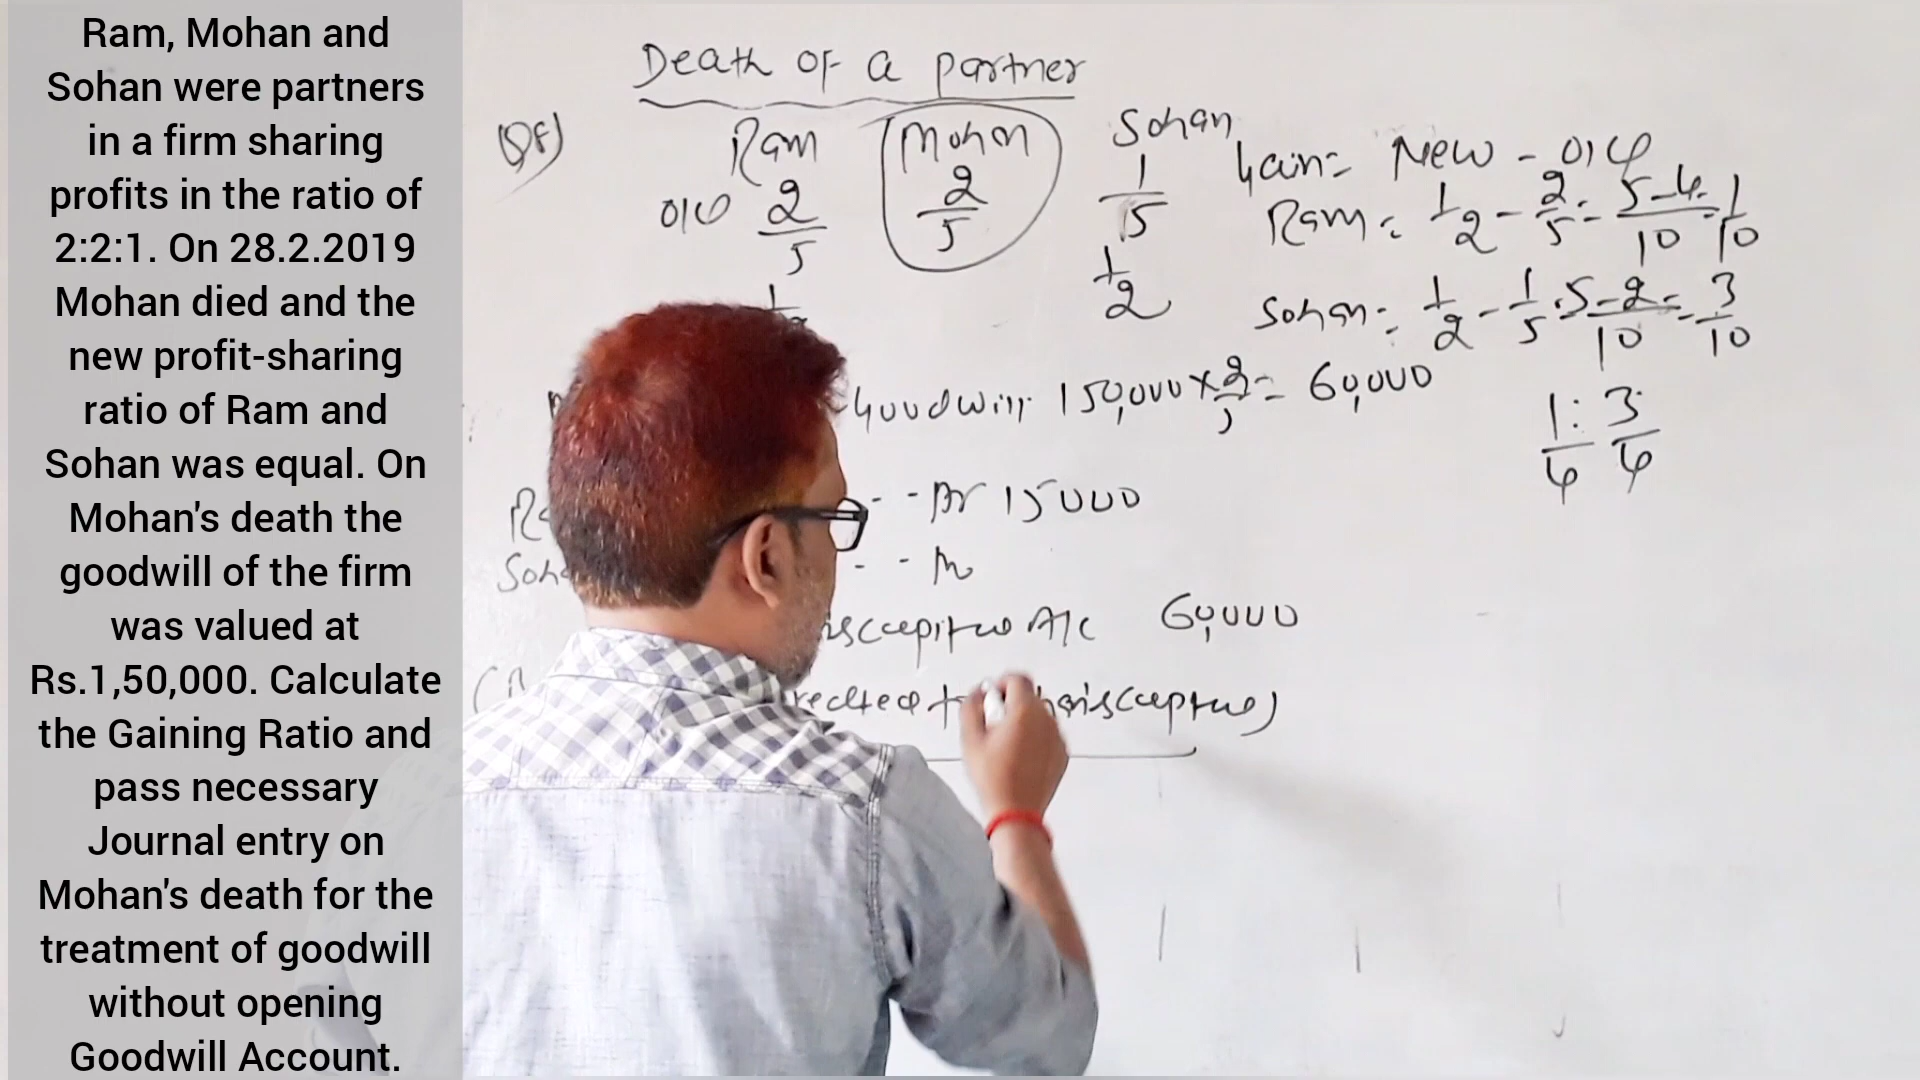 Ram, Mohan and
Sohan were partners
in a firm sharing
profits in the ratio of
2:2:1. On 28.2.2019
Mohan died and the
new profit-sharing
ratio of Ram and
Sohan was equal. On
Mohan's death the
goodwill of the firm
was valued at
Rs.1,50,000. Calculate
the Gaining Ratio and
pass necessary
Journal entry on
Mohan's death for the
treatment of goodwill
without opening
Goodwill Account.
Death of a partner
Ram Mohan Sohan
old 2/5 2/5 1/5
1/2
Gain = New - old
Ram = 1/2 - 2/5 = 5-4/10 = 1/10
Sohan = 1/2 - 1/5 = 5-2/10 = 3/10
1/4 : 3/4
Goodwill 150,000 × 2/5 = 60,000
Dr 15000
60,000